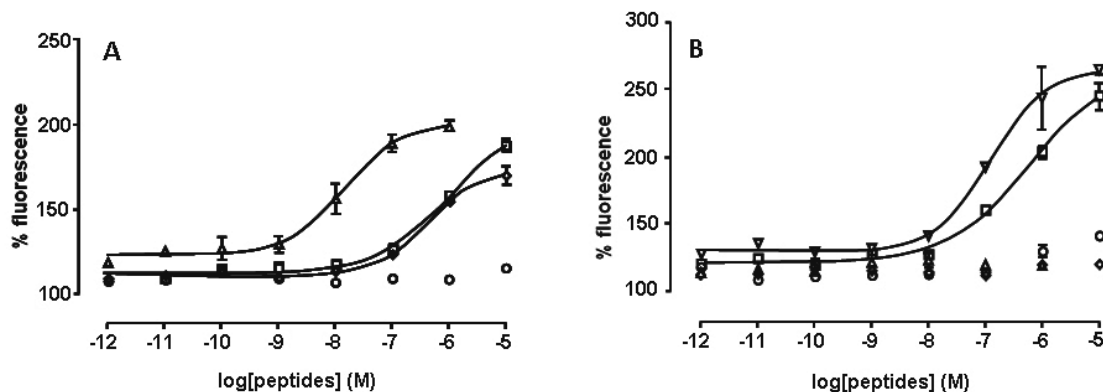 A
250
200
150
100
% fluorescence
-12 -11 -10 -9 -8 -7 -6 -5
log[peptides] (M)
B
300
250
200
150
100
% fluorescence
-12 -11 -10 -9 -8 -7 -6 -5
log[peptides] (M)